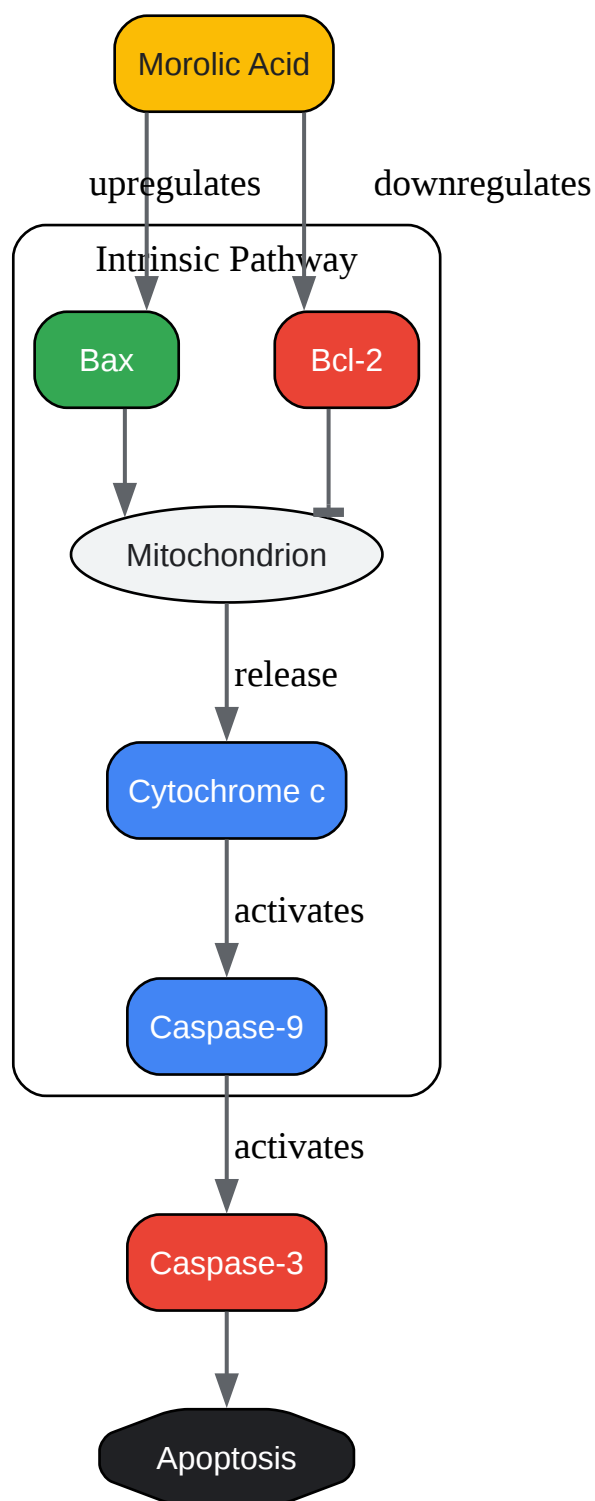 Morolic Acid
upregulates
downregulates
Intrinsic Pathway
Bax
Bcl-2
Mitochondrion
release
Cytochrome c
activates
Caspase-9
activates
Caspase-3
Apoptosis